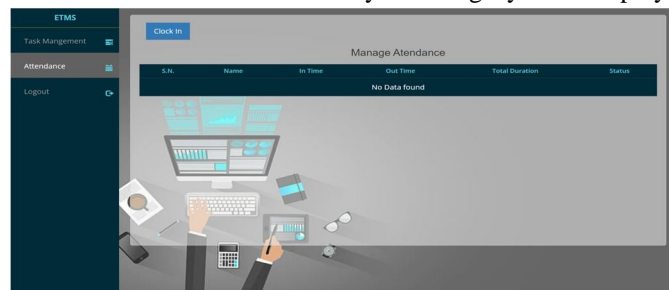 ETMS
Task Mangement
Attendance
Logout
Clock In
Manage Atendance
S.N. Name In Time Out Time Total Duration Status
No Data found